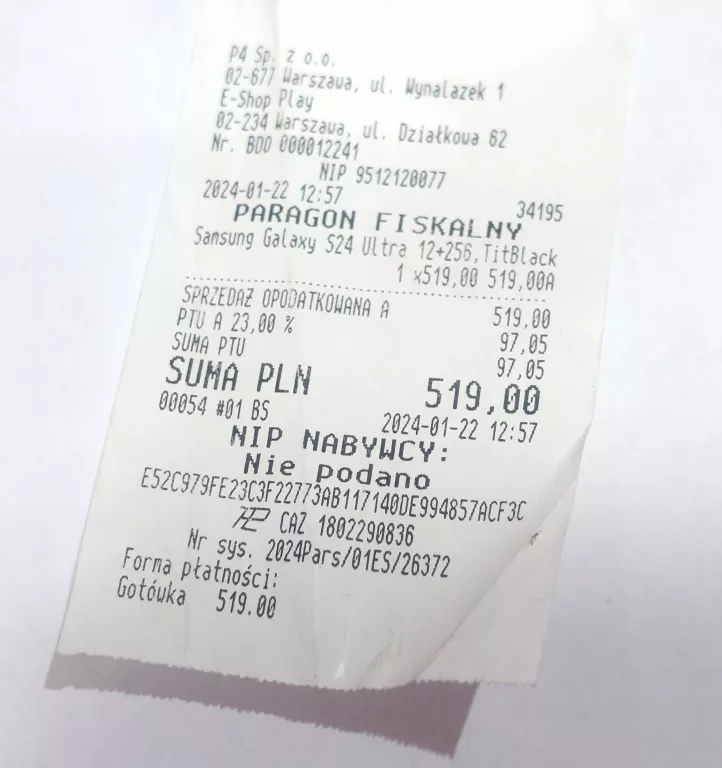 P4 Sp. z o.o.
02-677 Warszawa, ul. Wynalazek 1
E-Shop Play
02-234 Warszawa, ul. Działkowa 62
Nr. BDO 000012241
NIP 9512120077
2024-01-22 12:57 34195
PARAGON FISKALNY
Samsung Galaxy S24 Ultra 12+256,TitBlack
1 x519,00 519,00A
SPRZEDAŻ OPODATKOWANA A 519,00
PTU A 23,00 % 97,05
SUMA PTU 97,05
SUMA PLN 519,00
00054 #01 BS 2024-01-22 12:57
NIP NABYWCY:
Nie podano
E52C979FE23C3F22773AB117140DE994857ACF3C
CAZ 1802290836
Nr sys. 2024Pars/01ES/26372
Forma płatności:
Gotówka 519.00